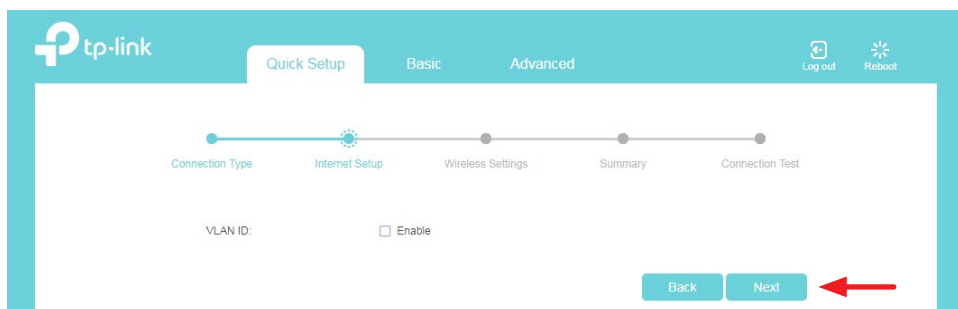 tp-link
Quick Setup Basic Advanced
Log out Reboot
Connection Type Internet Setup Wireless Settings Summary Connection Test
VLAN ID: Enable
Back Next